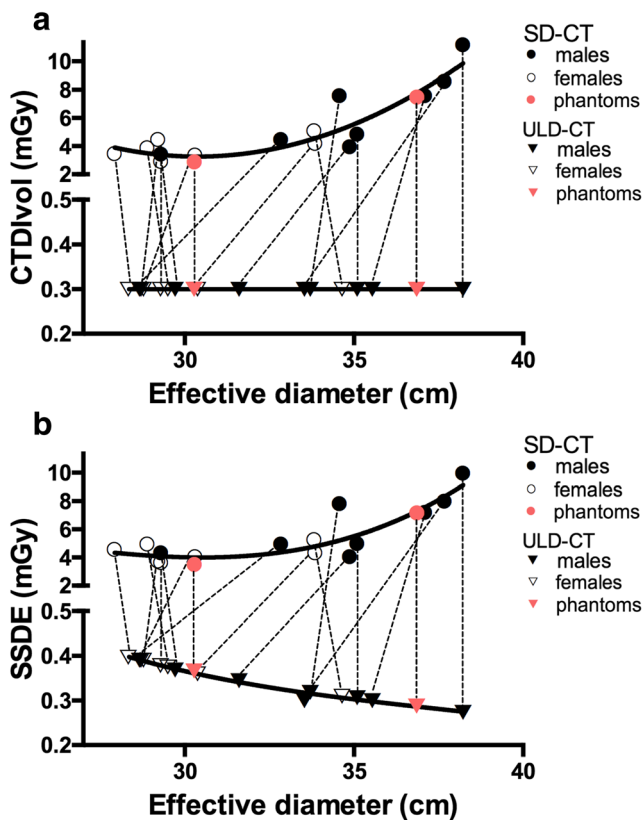 a
SD-CT
males
females
phantoms
ULD-CT
males
females
phantoms
CTDIvol (mGy)
10
8
6
4
2
0.5
0.4
0.3
0.2
30
35
40
Effective diameter (cm)
b
SD-CT
males
females
phantoms
ULD-CT
males
females
phantoms
SSDE (mGy)
10
8
6
4
2
0.5
0.4
0.3
0.2
30
35
40
Effective diameter (cm)